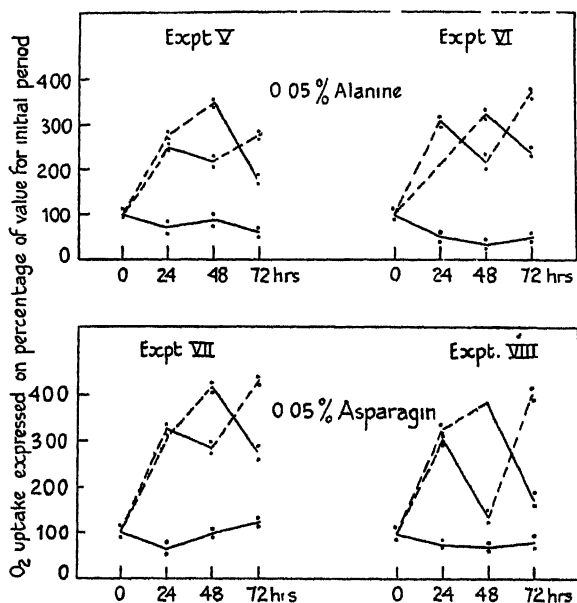 Expt V
Expt VI
0 05% Alanine
400
300
200
100
0
0 24 48 72 hrs
0 24 48 72 hrs
Expt VII
Expt. VIII
0 05% Asparagin
400
300
200
100
0
0 24 48 72 hrs
0 24 48 72 hrs
O₂ uptake expressed on percentage of value for initial period